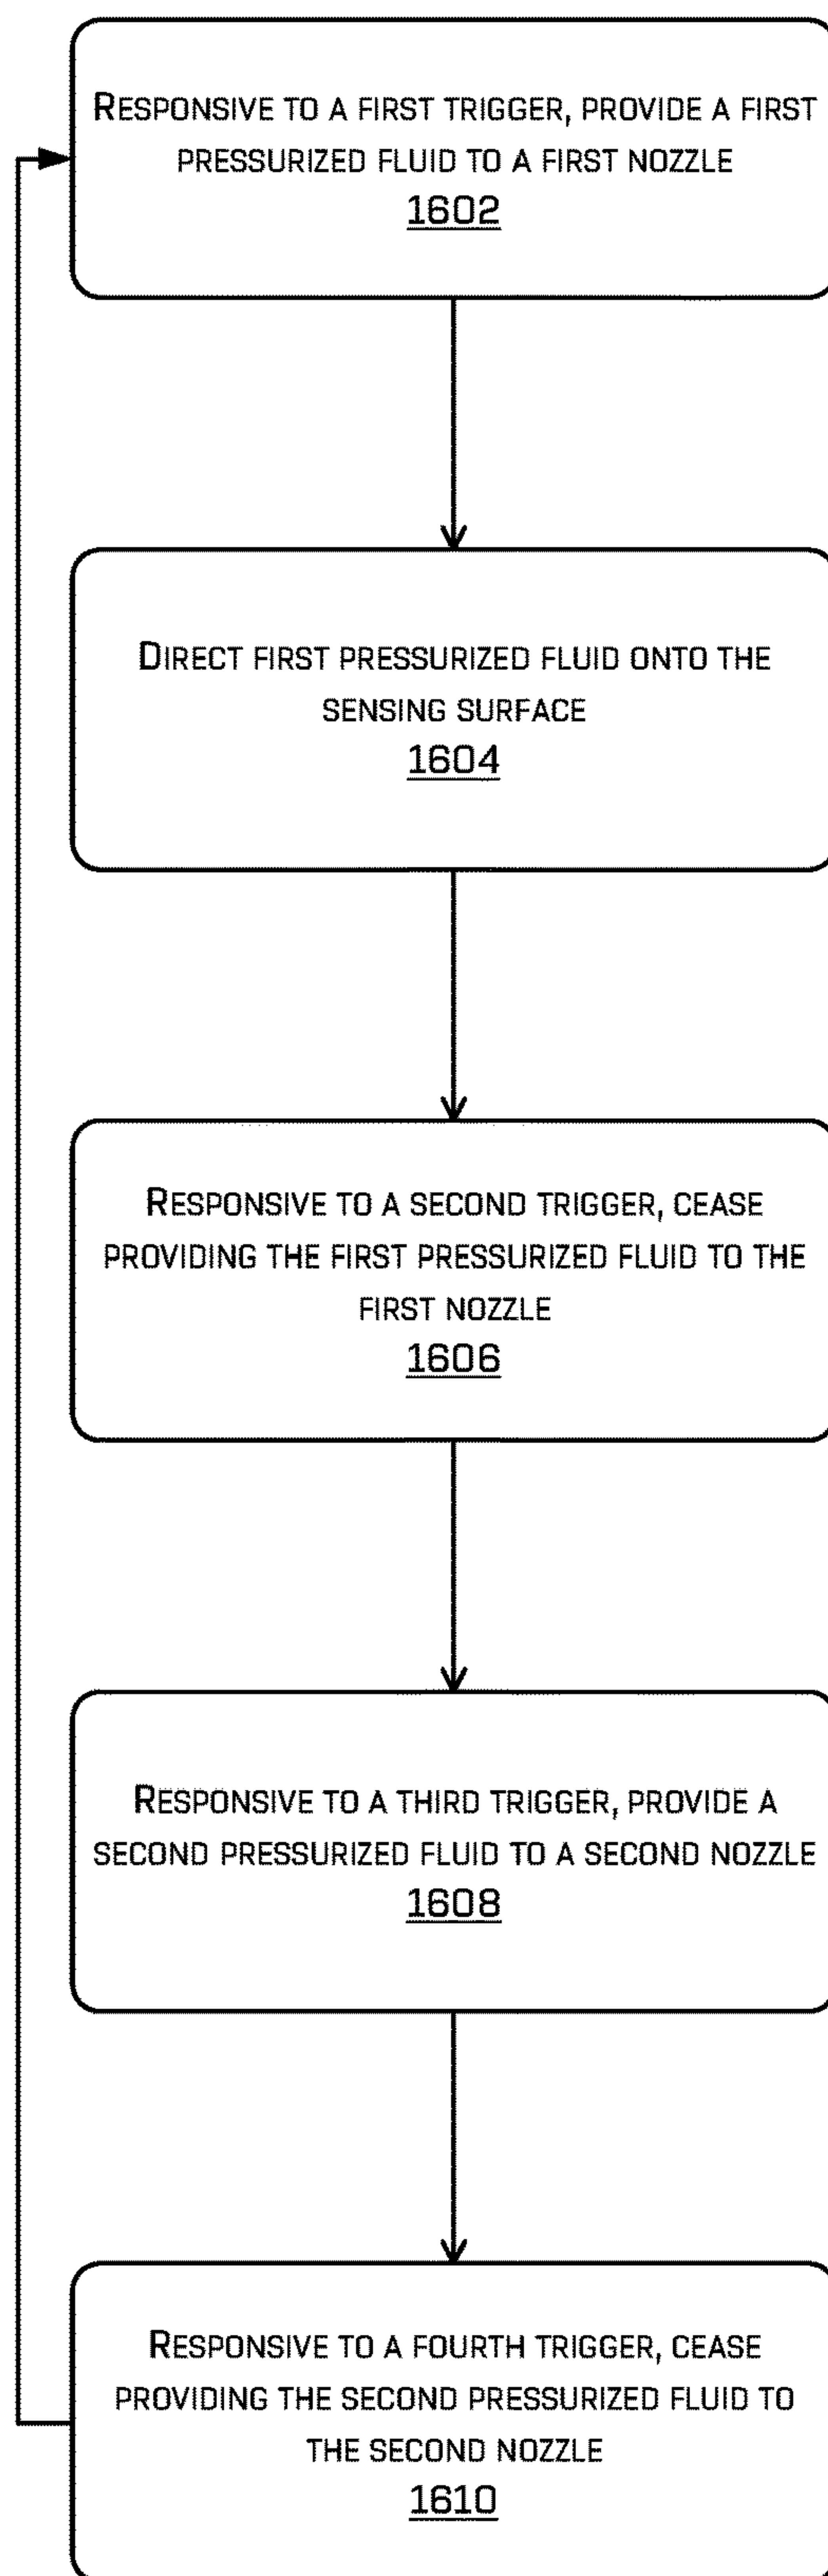 RESPONSIVE TO A FIRST TRIGGER, PROVIDE A FIRST
PRESSURIZED FLUID TO A FIRST NOZZLE
1602
DIRECT FIRST PRESSURIZED FLUID ONTO THE
SENSING SURFACE
1604
RESPONSIVE TO A SECOND TRIGGER, CEASE
PROVIDING THE FIRST PRESSURIZED FLUID TO THE
FIRST NOZZLE
1606
RESPONSIVE TO A THIRD TRIGGER, PROVIDE A
SECOND PRESSURIZED FLUID TO A SECOND NOZZLE
1608
RESPONSIVE TO A FOURTH TRIGGER, CEASE
PROVIDING THE SECOND PRESSURIZED FLUID TO
THE SECOND NOZZLE
1610